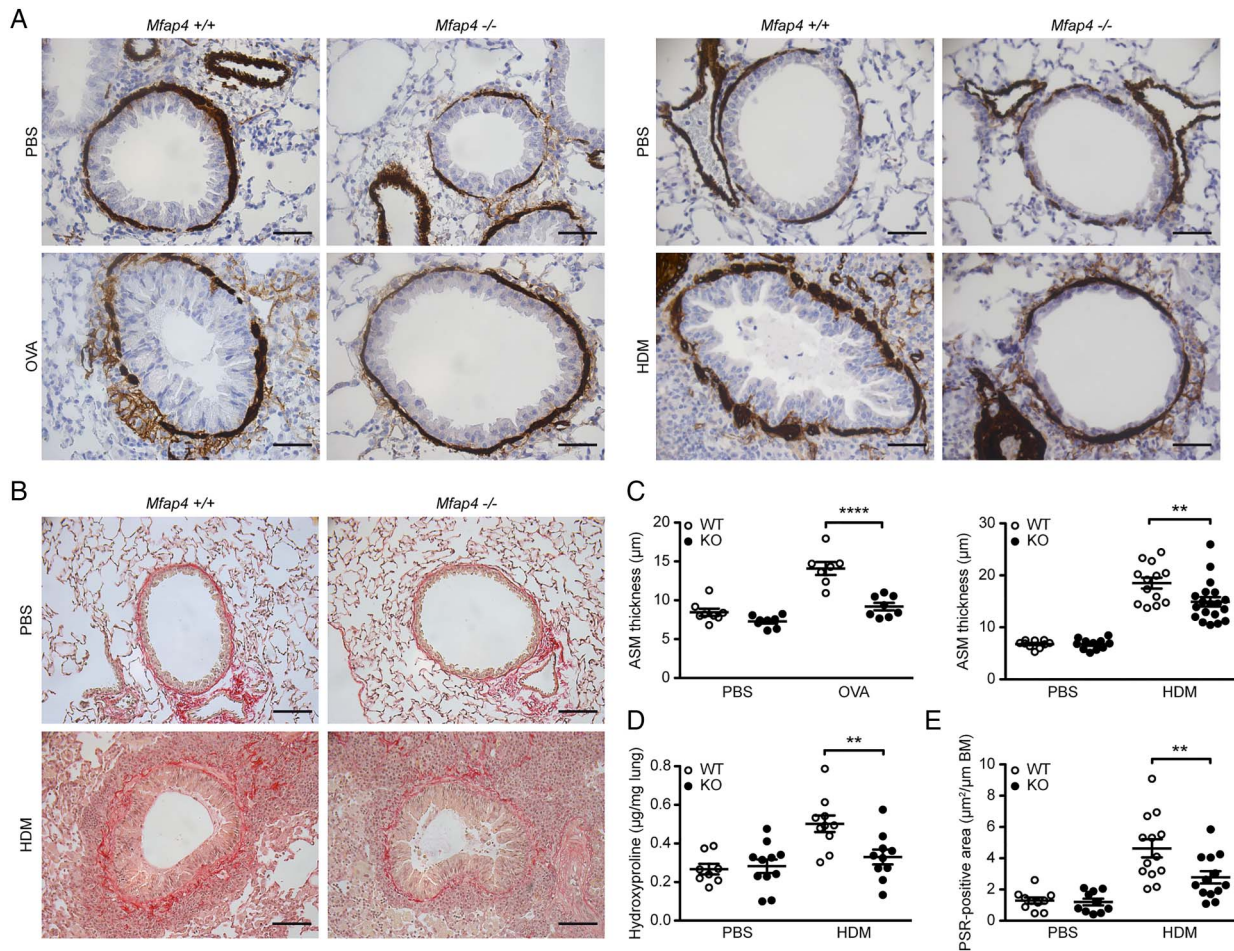 A
Mfap4 +/+
Mfap4 -/-
Mfap4 +/+
Mfap4 -/-
PBS
PBS
OVA
HDM
B
Mfap4 +/+
Mfap4 -/-
PBS
HDM
C
ASM thickness (μm)
20
15
10
5
0
WT
KO
****
PBS
OVA
ASM thickness (μm)
30
20
10
0
WT
KO
**
PBS
HDM
D
Hydroxyproline (μg/mg lung)
0.8
0.6
0.4
0.2
0.0
WT
KO
**
PBS
HDM
E
PSR-positive area (μm²/μm BM)
10
8
6
4
2
0
WT
KO
**
PBS
HDM